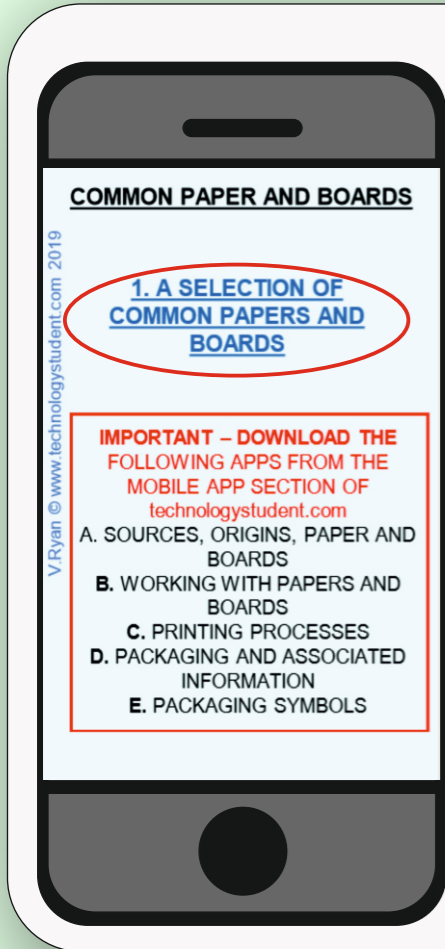 COMMON PAPER AND BOARDS
V.Ryan © www.technologystudent.com 2019
1. A SELECTION OF
COMMON PAPERS AND
BOARDS
IMPORTANT – DOWNLOAD THE
FOLLOWING APPS FROM THE
MOBILE APP SECTION OF
technologystudent.com
A. SOURCES, ORIGINS, PAPER AND
BOARDS
B. WORKING WITH PAPERS AND
BOARDS
C. PRINTING PROCESSES
D. PACKAGING AND ASSOCIATED
INFORMATION
E. PACKAGING SYMBOLS